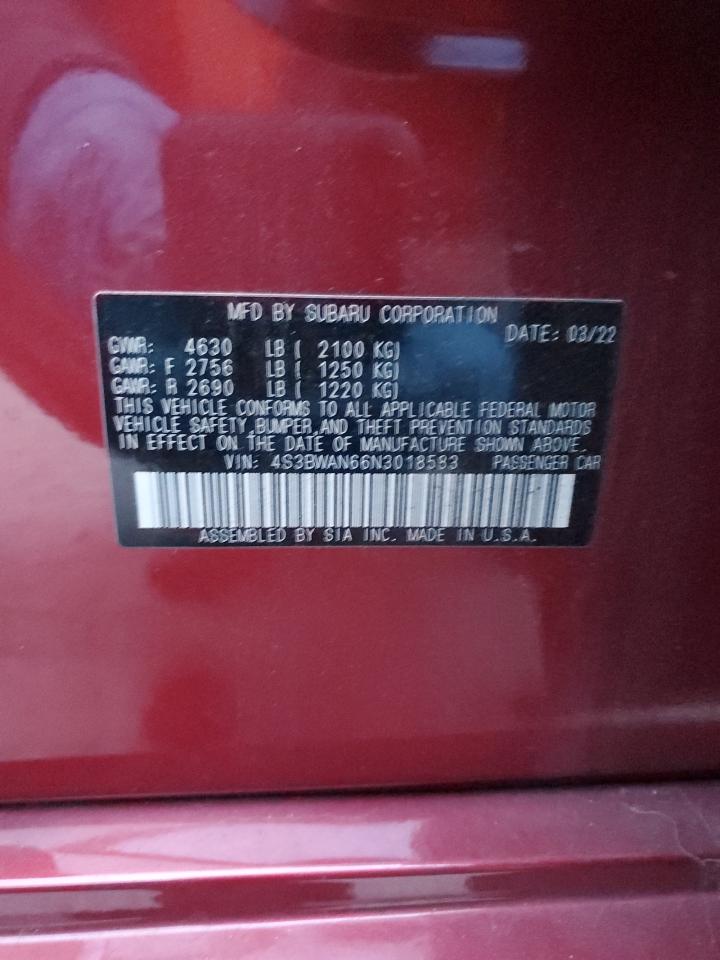 MFD BY SUBARU CORPORATION
DATE: 03/22
GVWR: 4630 LB ( 2100 KG)
GAWR: F 2756 LB ( 1250 KG)
GAWR: R 2690 LB ( 1220 KG)
THIS VEHICLE CONFORMS TO ALL APPLICABLE FEDERAL MOTOR
VEHICLE SAFETY,BUMPER,AND THEFT PREVENTION STANDARDS
IN EFFECT ON THE DATE OF MANUFACTURE SHOWN ABOVE.
VIN: 4S3BWAN66N3018583 PASSENGER CAR
ASSEMBLED BY SIA INC. MADE IN U.S.A.